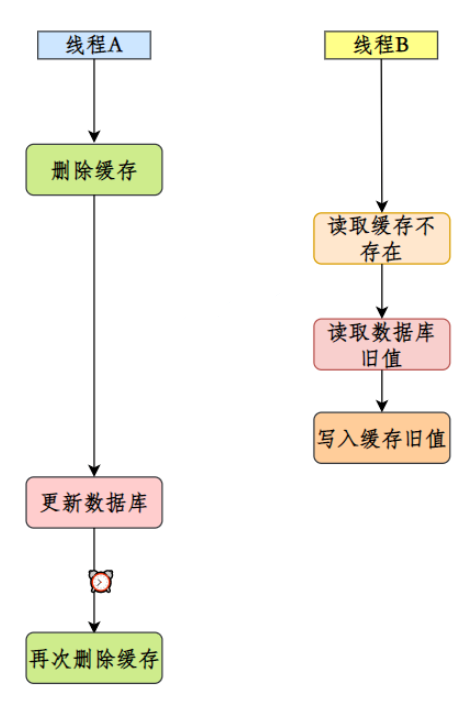 线程A
线程B
删除缓存
读取缓存不
存在
读取数据库
旧值
写入缓存旧值
更新数据库
再次删除缓存